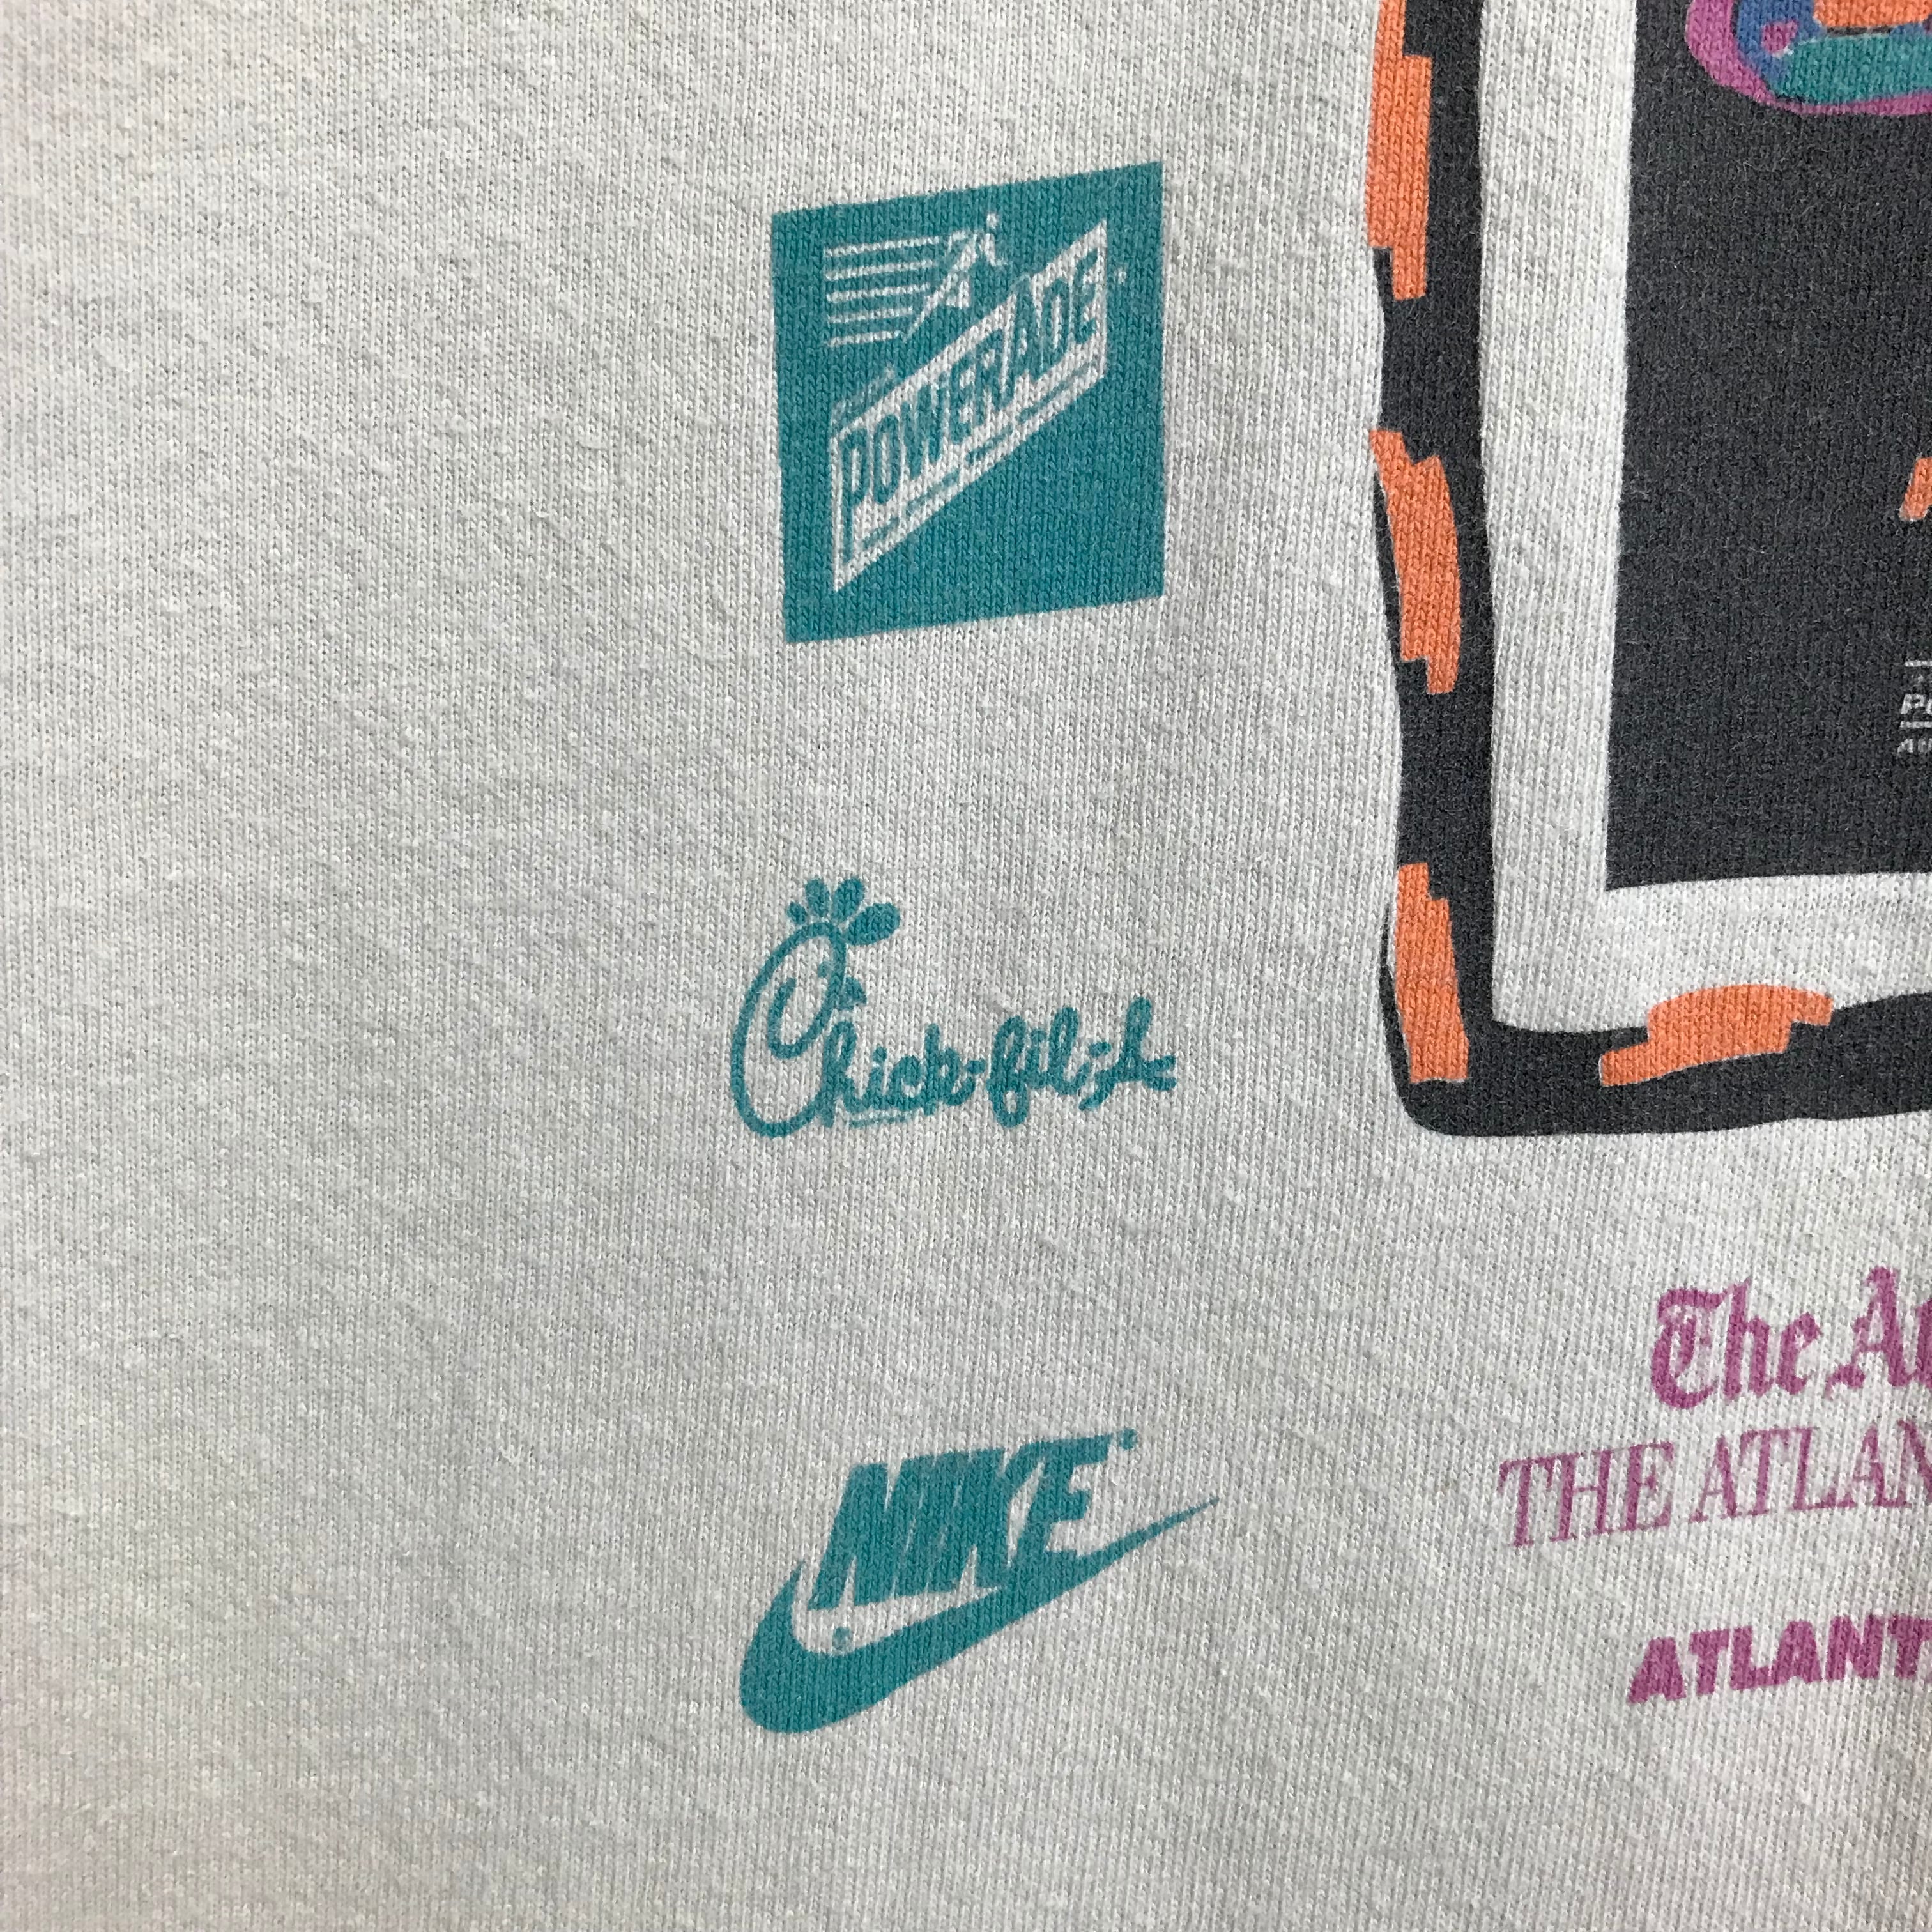 POWERADE
Chick-fil-A
NIKE
The At
THE ATLAN
ATLANT